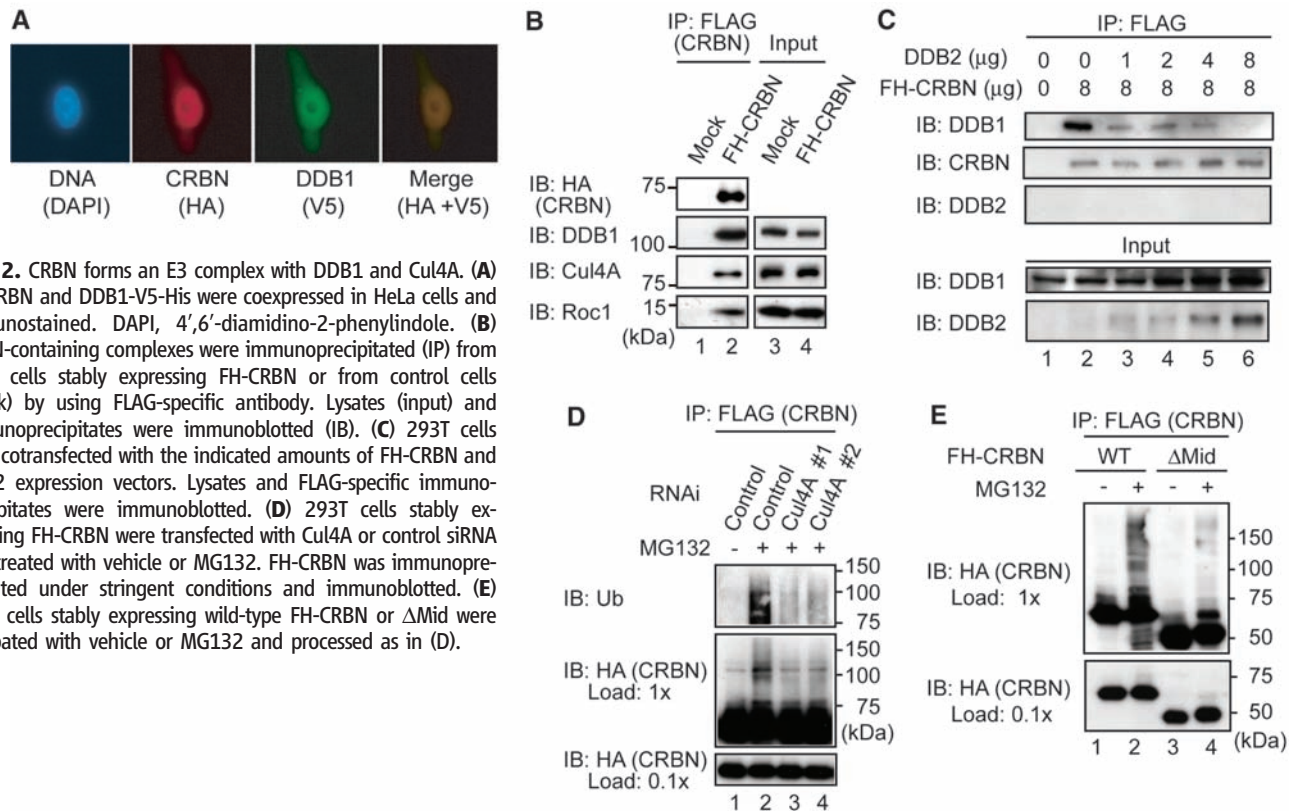 A
DNA
(DAPI)
CRBN
(HA)
DDB1
(V5)
Merge
(HA +V5)
2. CRBN forms an E3 complex with DDB1 and Cul4A. (A)
RBN and DDB1-V5-His were coexpressed in HeLa cells and
unostained. DAPI, 4′,6′-diamidino-2-phenylindole. (B)
N-containing complexes were immunoprecipitated (IP) from
cells stably expressing FH-CRBN or from control cells
k) by using FLAG-specific antibody. Lysates (input) and
unoprecipitates were immunoblotted (IB). (C) 293T cells
cotransfected with the indicated amounts of FH-CRBN and
2 expression vectors. Lysates and FLAG-specific immuno-
pitates were immunoblotted. (D) 293T cells stably ex-
ing FH-CRBN were transfected with Cul4A or control siRNA
treated with vehicle or MG132. FH-CRBN was immunopre-
ted under stringent conditions and immunoblotted. (E)
cells stably expressing wild-type FH-CRBN or ΔMid were
bated with vehicle or MG132 and processed as in (D).
B
IP: FLAG
(CRBN) Input
Mock FH-CRBN Mock FH-CRBN
IB: HA 75
(CRBN)
IB: DDB1 100
IB: Cul4A 75
IB: Roc1 15
(kDa)
1 2 3 4
C
IP: FLAG
DDB2 (μg) 0 0 1 2 4 8
FH-CRBN (μg) 0 8 8 8 8 8
IB: DDB1
IB: CRBN
IB: DDB2
Input
IB: DDB1
IB: DDB2
1 2 3 4 5 6
D
IP: FLAG (CRBN)
RNAi Control Control Cul4A #1 Cul4A #2
MG132 - + + +
IB: Ub 150 100 75
IB: HA (CRBN) 150 100 75
Load: 1x
(kDa)
IB: HA (CRBN)
Load: 0.1x
1 2 3 4
E
IP: FLAG (CRBN)
FH-CRBN WT ΔMid
MG132 - + - +
IB: HA (CRBN) 150 100 75 50
Load: 1x
IB: HA (CRBN) 75 50
Load: 0.1x
1 2 3 4 (kDa)